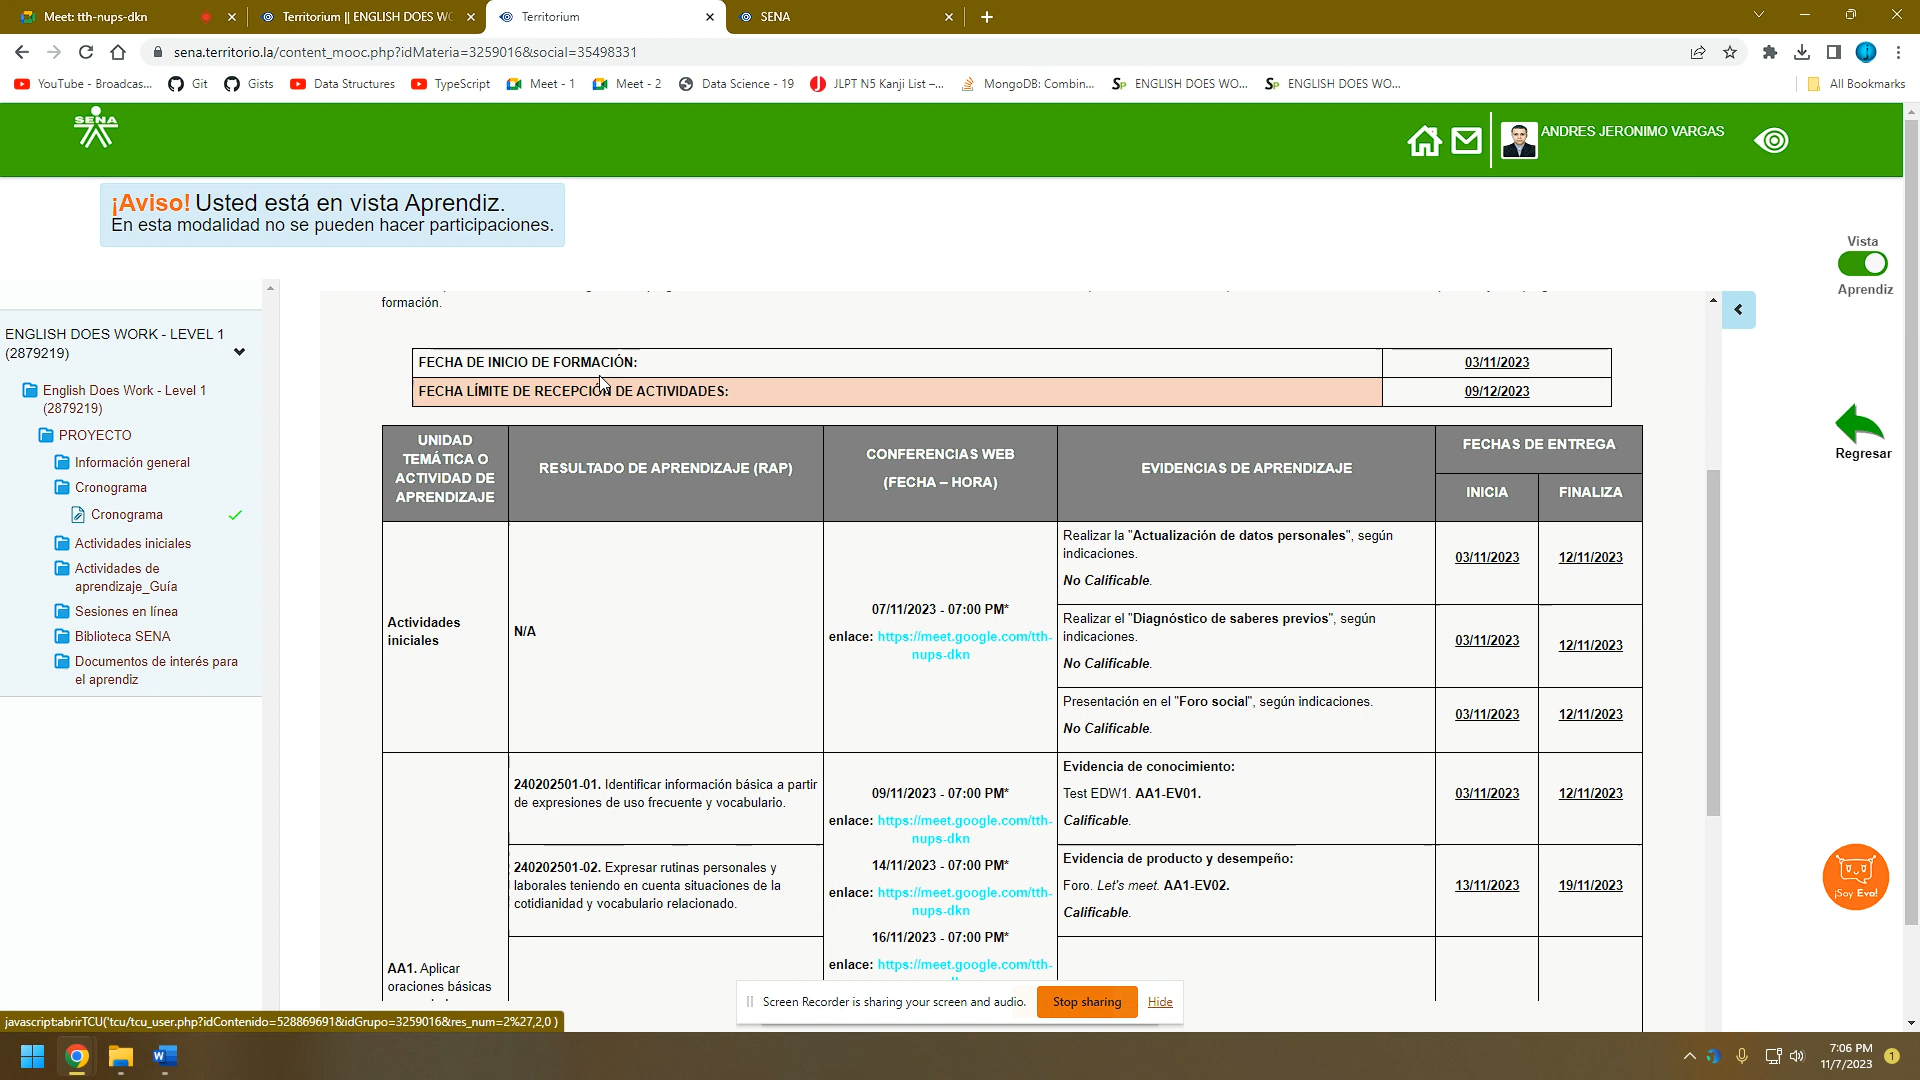 Meet: tth-nups-dkn
Territorium || ENGLISH DOES WO
Territorium
SENA
sena.territorio.la/content_mooc.php?idMateria=3259016&social=35498331
YouTube - Broadcas...
Git
Gists
Data Structures
TypeScript
Meet - 1
Meet - 2
Data Science - 19
JLPT N5 Kanji List –...
MongoDB: Combin...
ENGLISH DOES WO...
ENGLISH DOES WO...
All Bookmarks
SENA
ANDRES JERONIMO VARGAS
¡Aviso! Usted está en vista Aprendiz.
En esta modalidad no se pueden hacer participaciones.
Vista
Aprendiz
Regresar
ENGLISH DOES WORK - LEVEL 1
(2879219)
English Does Work - Level 1
(2879219)
PROYECTO
Información general
Cronograma
Cronograma
Actividades iniciales
Actividades de
aprendizaje_Guía
Sesiones en línea
Biblioteca SENA
Documentos de interés para
el aprendiz
formación.
FECHA DE INICIO DE FORMACIÓN: 03/11/2023
FECHA LÍMITE DE RECEPCIÓN DE ACTIVIDADES: 09/12/2023
UNIDAD
TEMÁTICA O
ACTIVIDAD DE
APRENDIZAJE
RESULTADO DE APRENDIZAJE (RAP)
CONFERENCIAS WEB
(FECHA – HORA)
EVIDENCIAS DE APRENDIZAJE
FECHAS DE ENTREGA
INICIA
FINALIZA
Actividades
iniciales
N/A
07/11/2023 - 07:00 PM*
enlace: https://meet.google.com/tth-
nups-dkn
Realizar la "Actualización de datos personales", según
indicaciones.
No Calificable.
03/11/2023
12/11/2023
Realizar el "Diagnóstico de saberes previos", según
indicaciones.
No Calificable.
03/11/2023
12/11/2023
Presentación en el "Foro social", según indicaciones.
No Calificable.
03/11/2023
12/11/2023
AA1. Aplicar
oraciones básicas
240202501-01. Identificar información básica a partir
de expresiones de uso frecuente y vocabulario.
240202501-02. Expresar rutinas personales y
laborales teniendo en cuenta situaciones de la
cotidianidad y vocabulario relacionado.
09/11/2023 - 07:00 PM*
enlace: https://meet.google.com/tth-
nups-dkn
14/11/2023 - 07:00 PM*
enlace: https://meet.google.com/tth-
nups-dkn
16/11/2023 - 07:00 PM*
enlace: https://meet.google.com/tth-
Evidencia de conocimiento:
Test EDW1. AA1-EV01.
Calificable.
03/11/2023
12/11/2023
Evidencia de producto y desempeño:
Foro. Let's meet. AA1-EV02.
Calificable.
13/11/2023
19/11/2023
¡Soy Eva!
Screen Recorder is sharing your screen and audio.
Stop sharing
Hide
javascript:abrirTCU('tcu/tcu_user.php?idContenido=528869691&idGrupo=3259016&res_num=2%27,2,0 )
7:06 PM
11/7/2023
1